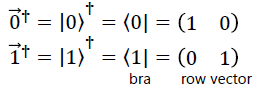 0⃗† = |0⟩† = ⟨0| = (1 0)
1⃗† = |1⟩† = ⟨1| = (0 1)
bra row vector